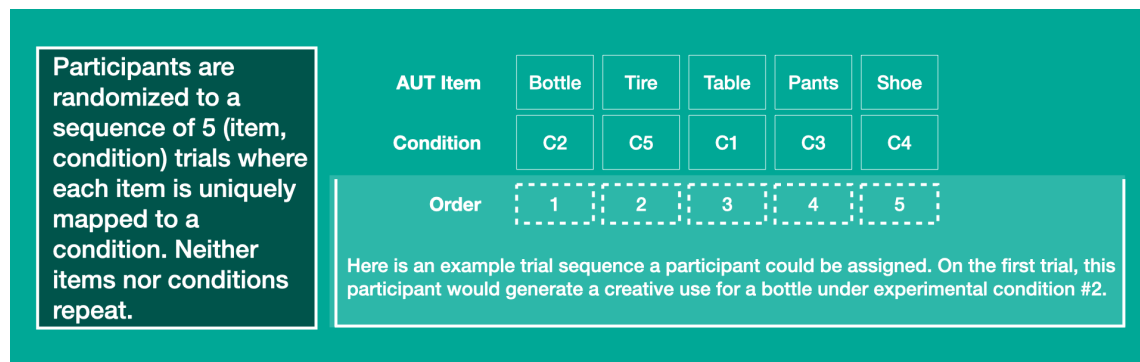 Participants are
randomized to a
sequence of 5 (item,
condition) trials where
each item is uniquely
mapped to a
condition. Neither
items nor conditions
repeat.
AUT Item Bottle Tire Table Pants Shoe
Condition C2 C5 C1 C3 C4
Order 1 2 3 4 5
Here is an example trial sequence a participant could be assigned. On the first trial, this
participant would generate a creative use for a bottle under experimental condition #2.